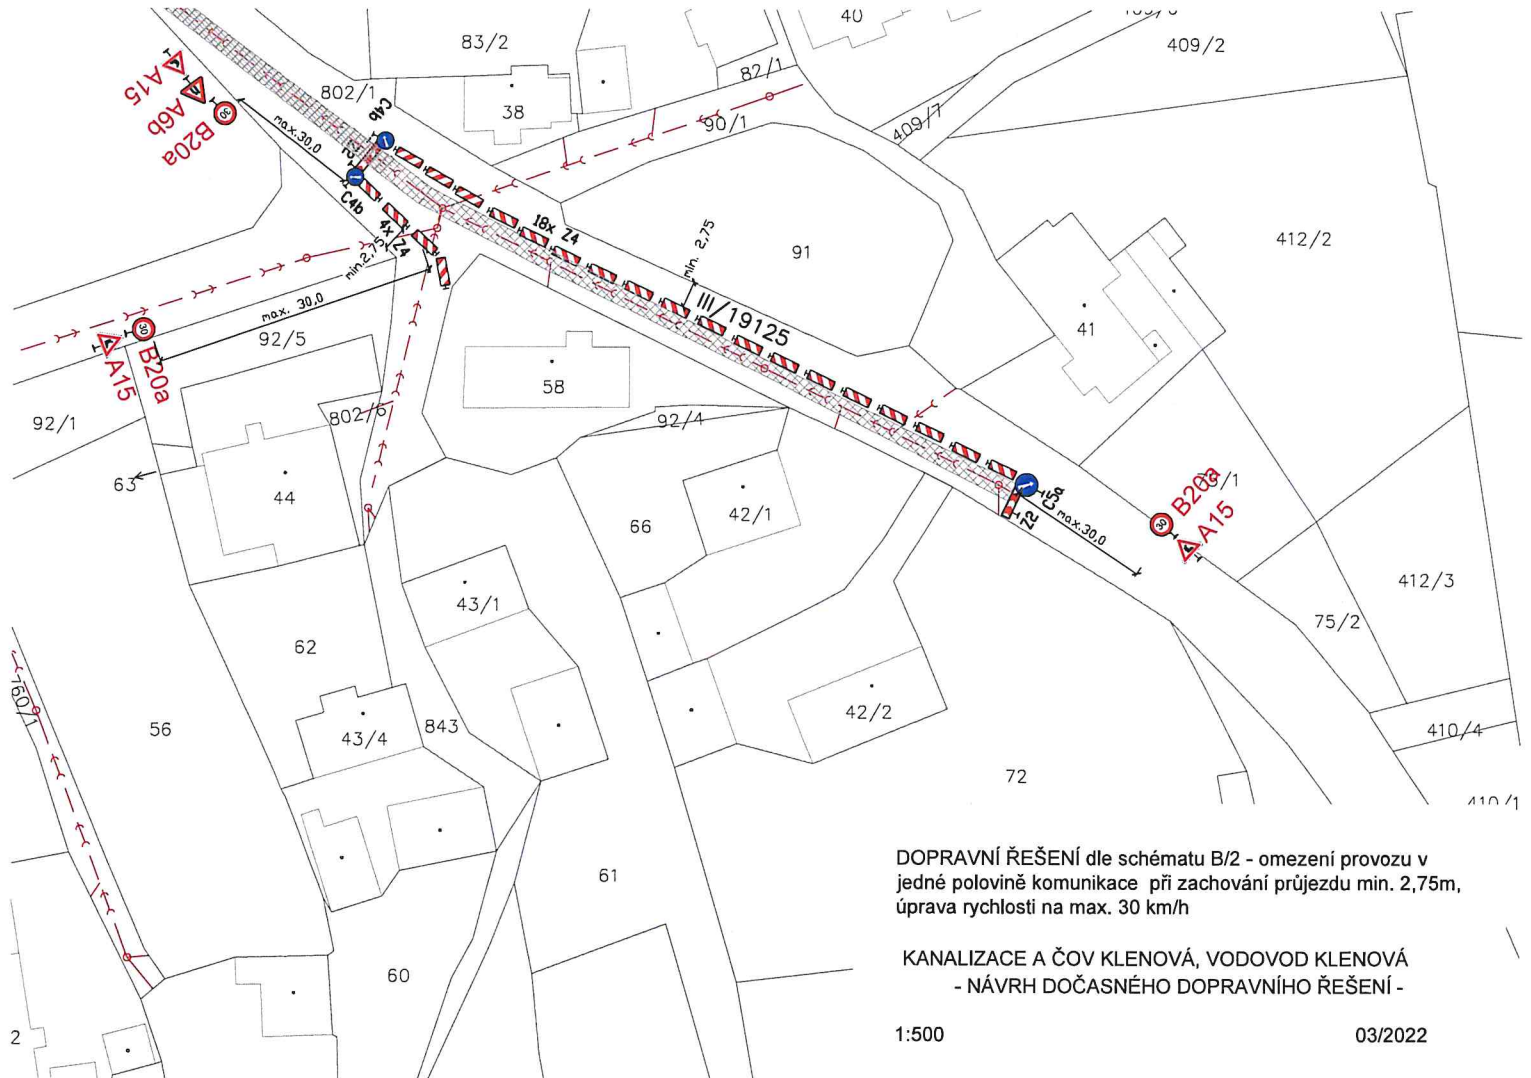 40
83/2
409/2
82/1
802/1
A15
A6b
B20a
max.30,0
C4b
38
90/1
409/7
C4b
4x Z4
min.2,75
18x Z4
min. 2,75
91
412/2
III/19125
41
max. 30,0
92/5
B20a
A15
58
92/1
802/6
92/4
63
44
42/1
66
C5a
Z2
max.30,0
B20a
A15
43/1
412/3
75/2
62
760/1
56
43/4
843
42/2
410/4
72
410/1
61
60
2
DOPRAVNÍ ŘEŠENÍ dle schématu B/2 - omezení provozu v
jedné polovině komunikace při zachování průjezdu min. 2,75m,
úprava rychlosti na max. 30 km/h
KANALIZACE A ČOV KLENOVÁ, VODOVOD KLENOVÁ
- NÁVRH DOČASNÉHO DOPRAVNÍHO ŘEŠENÍ -
1:500
03/2022